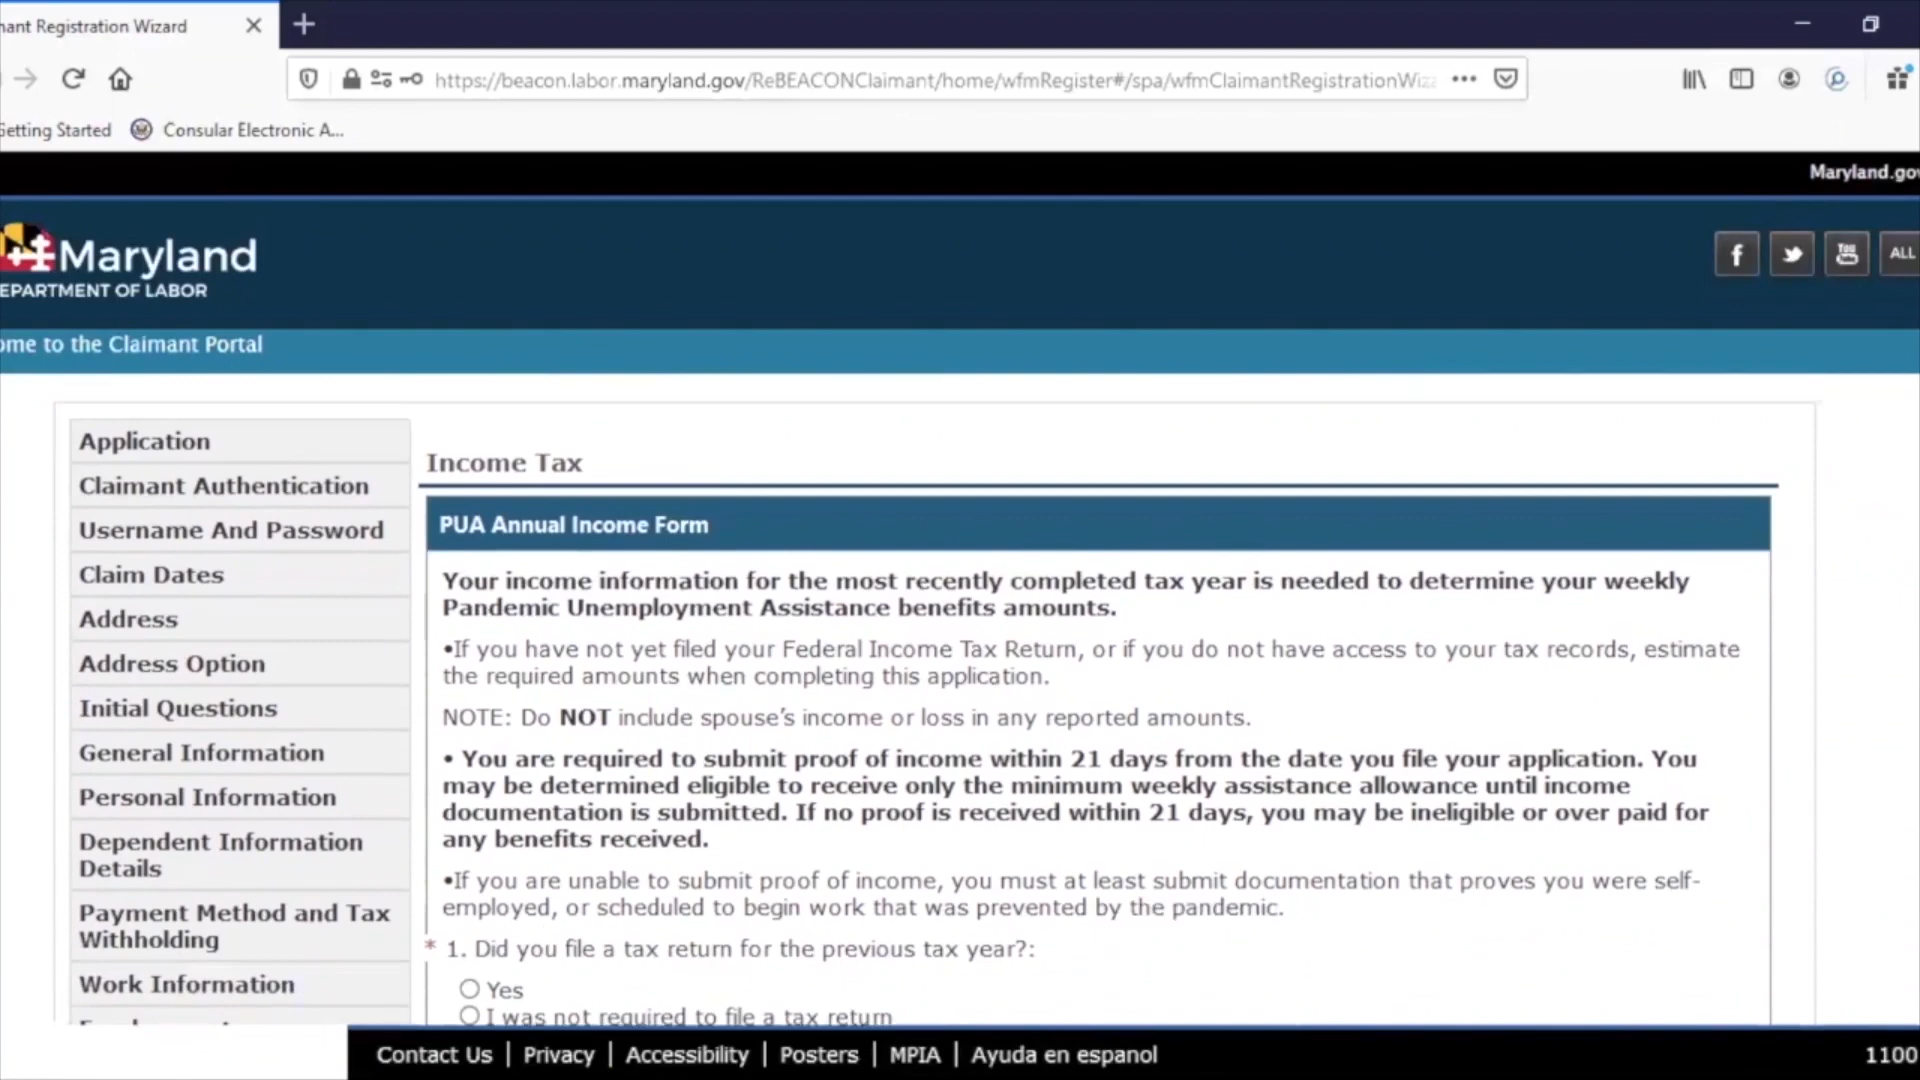 nant Registration Wizard
https://beacon.labor.maryland.gov/ReBEACONClaimant/home/wfmRegister#/spa/wfmClaimantRegistrationWiz
Getting Started Consular Electronic A...
Maryland.gov
Maryland
EPARTMENT OF LABOR
f You ALL
ome to the Claimant Portal
Application
Claimant Authentication
Username And Password
Claim Dates
Address
Address Option
Initial Questions
General Information
Personal Information
Dependent Information
Details
Payment Method and Tax
Withholding
Work Information
Income Tax
PUA Annual Income Form
Your income information for the most recently completed tax year is needed to determine your weekly
Pandemic Unemployment Assistance benefits amounts.
•If you have not yet filed your Federal Income Tax Return, or if you do not have access to your tax records, estimate
the required amounts when completing this application.
NOTE: Do NOT include spouse's income or loss in any reported amounts.
• You are required to submit proof of income within 21 days from the date you file your application. You
may be determined eligible to receive only the minimum weekly assistance allowance until income
documentation is submitted. If no proof is received within 21 days, you may be ineligible or over paid for
any benefits received.
•If you are unable to submit proof of income, you must at least submit documentation that proves you were self-
employed, or scheduled to begin work that was prevented by the pandemic.
* 1. Did you file a tax return for the previous tax year?:
Yes
I was not required to file a tax return
Contact Us | Privacy | Accessibility | Posters | MPIA | Ayuda en espanol
1100